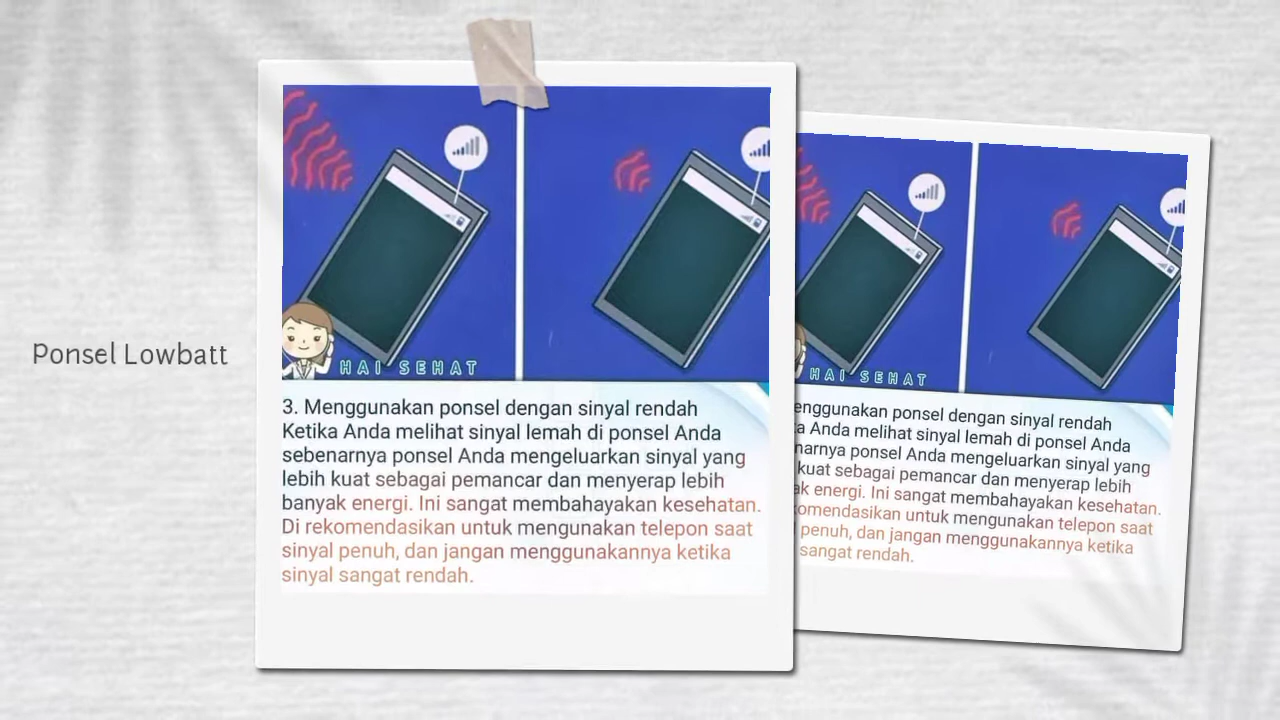 Ponsel Lowbatt
HAI SEHAT
3. Menggunakan ponsel dengan sinyal rendah
Ketika Anda melihat sinyal lemah di ponsel Anda
sebenarnya ponsel Anda mengeluarkan sinyal yang
lebih kuat sebagai pemancar dan menyerap lebih
banyak energi. Ini sangat membahayakan kesehatan.
Di rekomendasikan untuk mengunakan telepon saat
sinyal penuh, dan jangan menggunakannya ketika
sinyal sangat rendah.
HAI SEHAT
enggunakan ponsel dengan sinyal rendah
a Anda melihat sinyal lemah di ponsel Anda
narnya ponsel Anda mengeluarkan sinyal yang
kuat sebagai pemancar dan menyerap lebih
ak energi. Ini sangat membahayakan kesehatan.
komendasikan untuk mengunakan telepon saat
penuh, dan jangan menggunakannya ketika
sangat rendah.